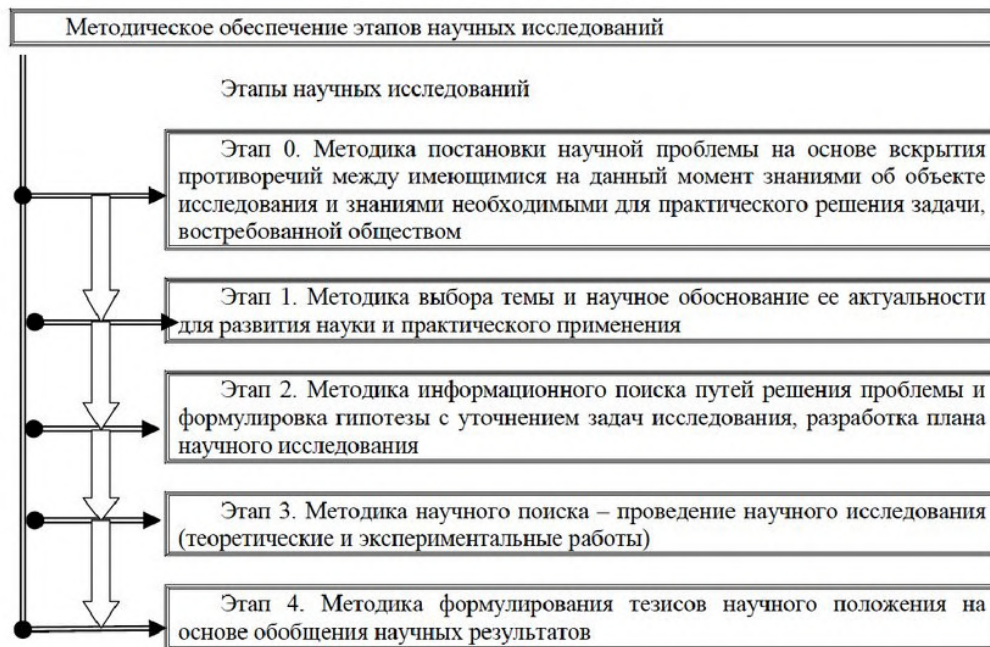 Методическое обеспечение этапов научных исследований
Этапы научных исследований
Этап 0. Методика постановки научной проблемы на основе вскрытия
противоречий между имеющимися на данный момент знаниями об объекте
исследования и знаниями необходимыми для практического решения задачи,
востребованной обществом
Этап 1. Методика выбора темы и научное обоснование ее актуальности
для развития науки и практического применения
Этап 2. Методика информационного поиска путей решения проблемы и
формулировка гипотезы с уточнением задач исследования, разработка плана
научного исследования
Этап 3. Методика научного поиска – проведение научного исследования
(теоретические и экспериментальные работы)
Этап 4. Методика формулирования тезисов научного положения на
основе обобщения научных результатов